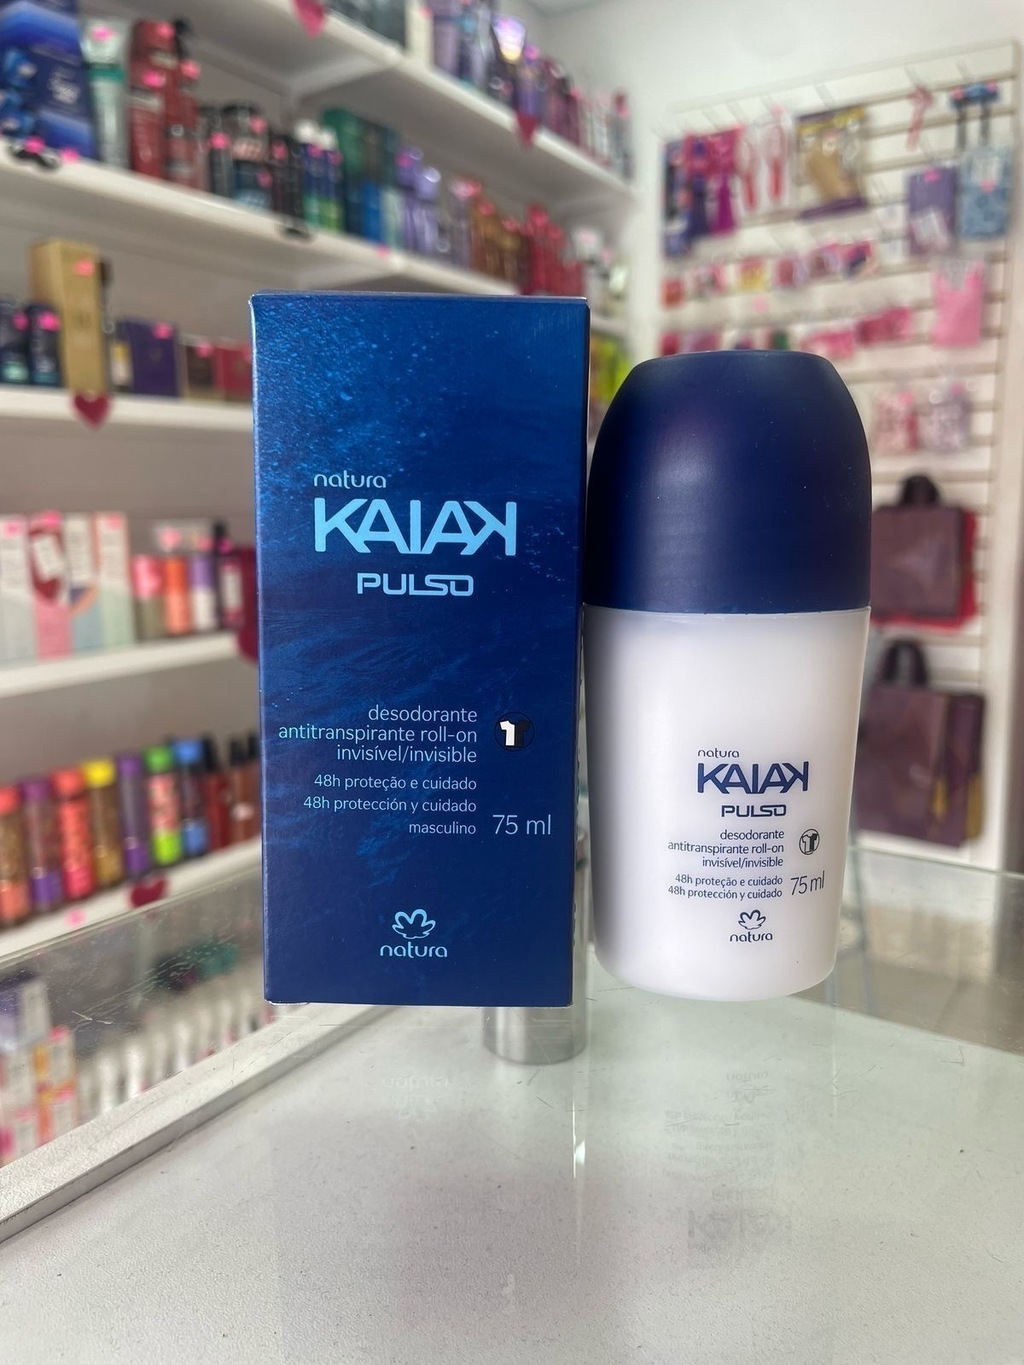 natura
KAIAK
PULSO
desodorante
antitranspirante roll-on
invisível/invisible
48h proteção e cuidado
48h protección y cuidado
masculino 75 ml
natura
natura
KAIAK
PULSO
desodorante
antitranspirante roll-on
invisível/invisible
48h proteção e cuidado
48h protección y cuidado 75 ml
natura